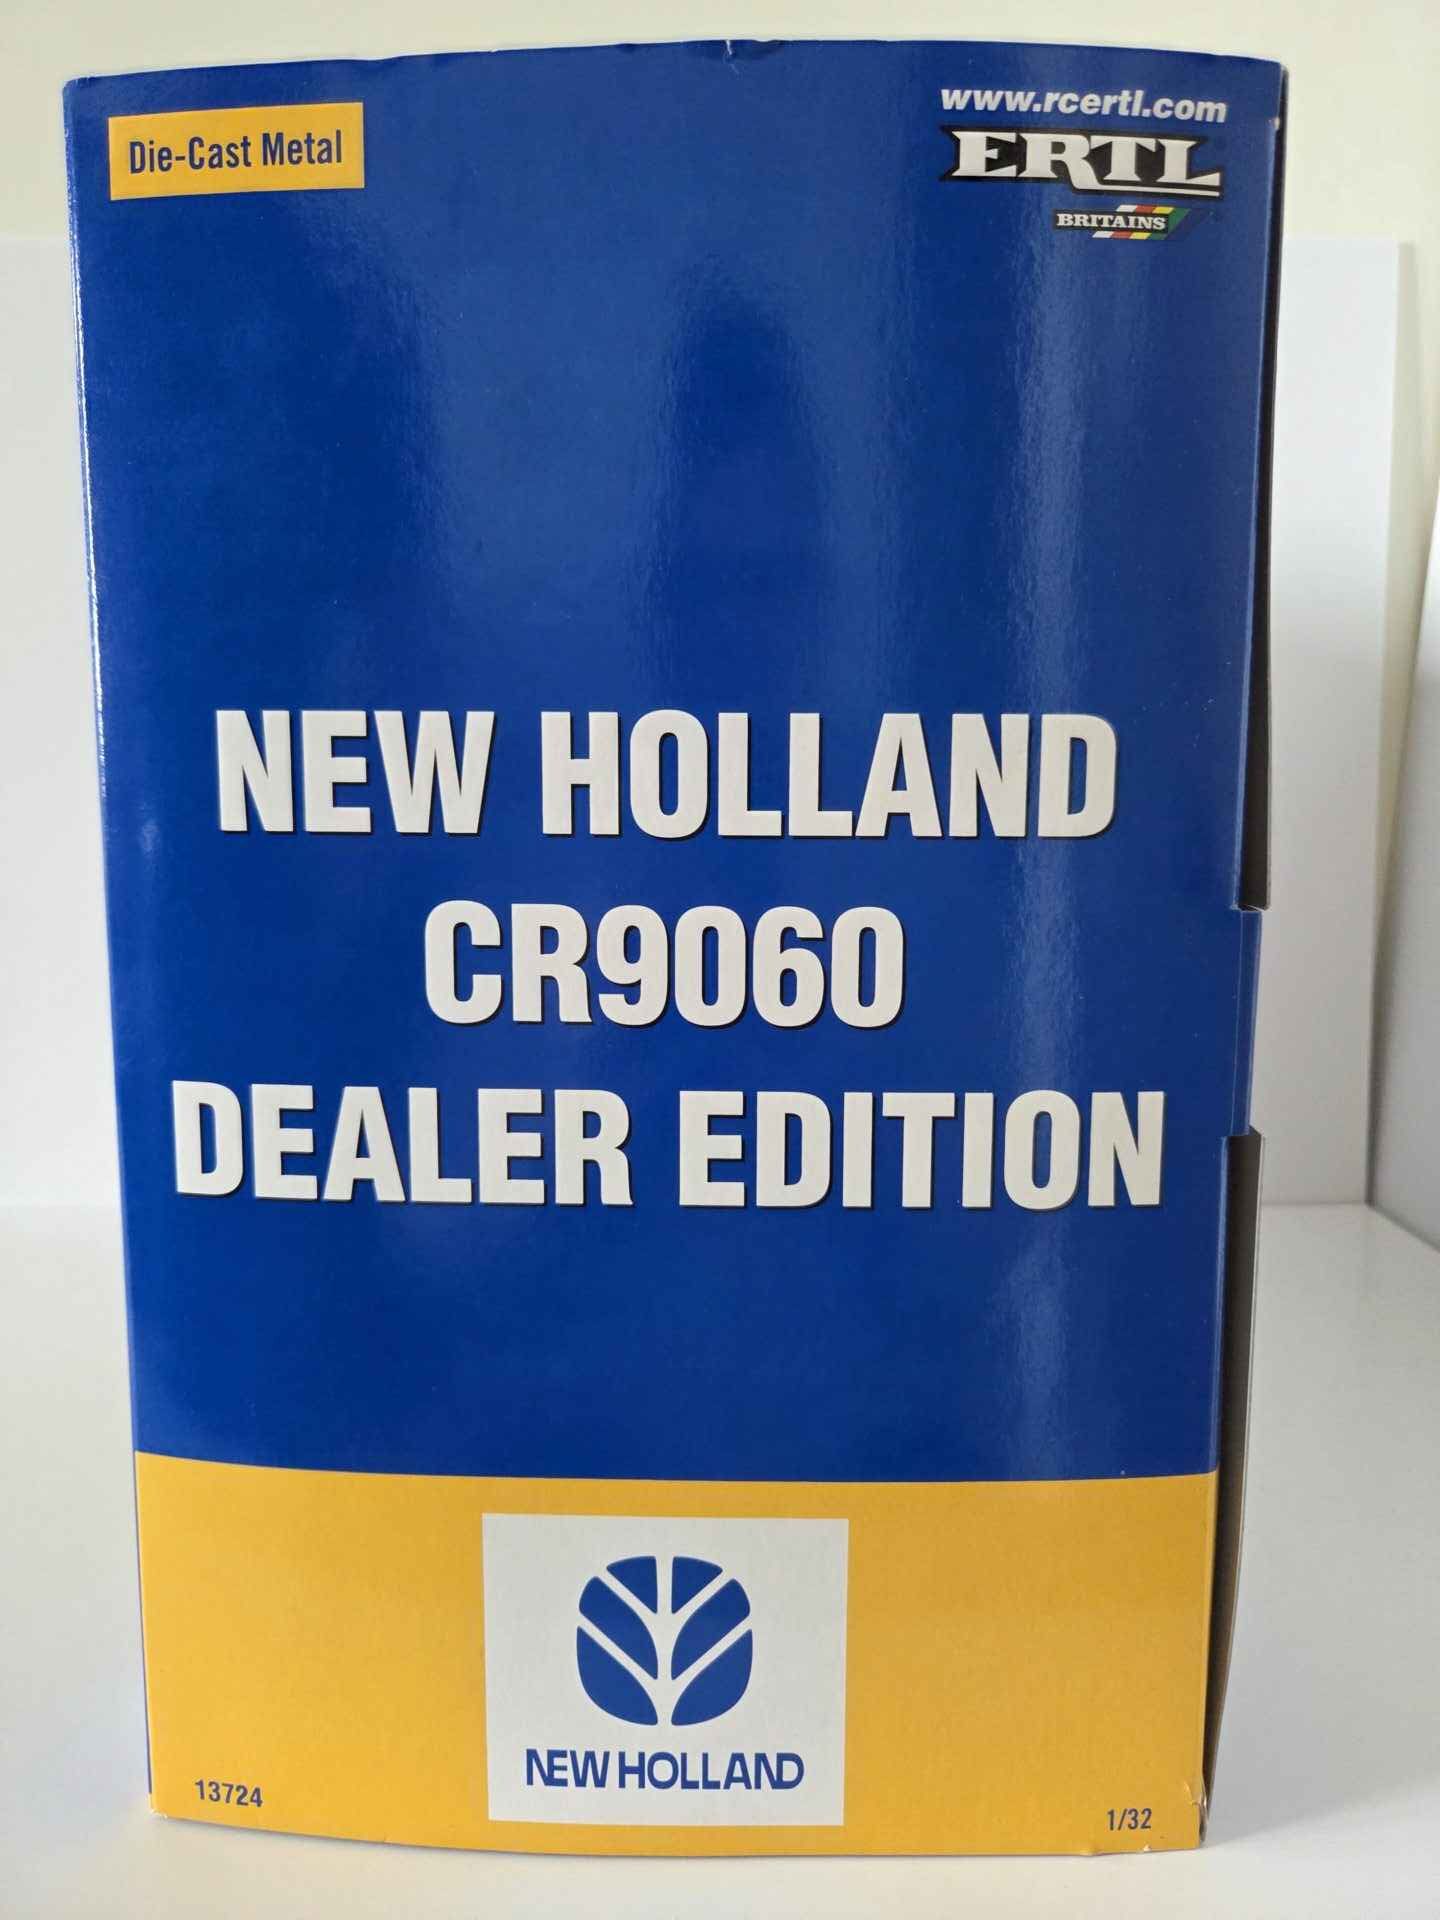 Die-Cast Metal
www.rcertl.com
ERTL
BRITAINS
NEW HOLLAND
CR9060
DEALER EDITION
NEW HOLLAND
13724
1/32